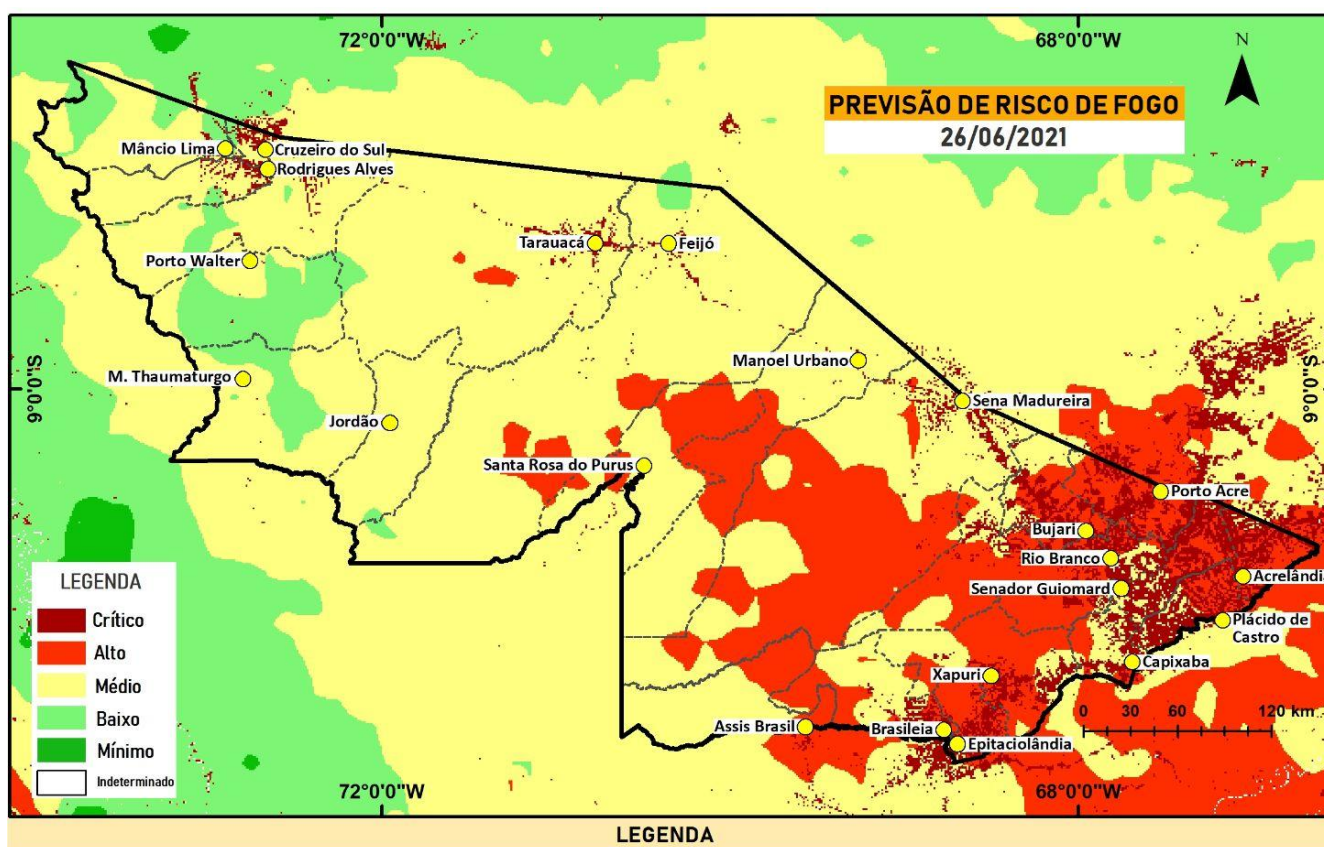 72°0'0"W
68°0'0"W
N
PREVISÃO DE RISCO DE FOGO
26/06/2021
Mâncio Lima
Cruzeiro do Sul
Rodrigues Alves
Tarauacá
Feijó
Porto Walter
Manoel Urbano
M. Thaumaturgo
9°0'0"S
9°0'0"S
Sena Madureira
Jordão
Santa Rosa do Purus
Porto Acre
Bujari
Rio Branco
Acrelândia
Senador Guiomard
Plácido de
Castro
Capixaba
Xapuri
Assis Brasil
Brasileia
Epitaciolândia
0 30 60 120 km
LEGENDA
Crítico
Alto
Médio
Baixo
Mínimo
Indeterminado
72°0'0"W
68°0'0"W
LEGENDA